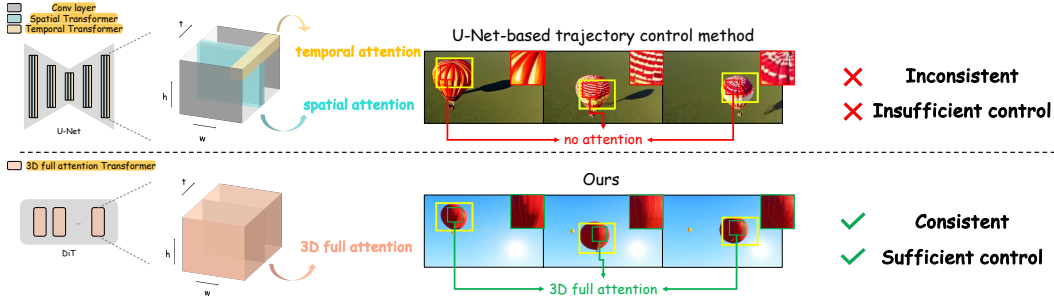 Conv layer
Spatial Transformer
Temporal Transformer
U-Net
t
h
w
temporal attention
spatial attention
U-Net-based trajectory control method
no attention
Inconsistent
Insufficient control
3D full attention Transformer
DiT
t
h
w
3D full attention
Ours
3D full attention
Consistent
Sufficient control